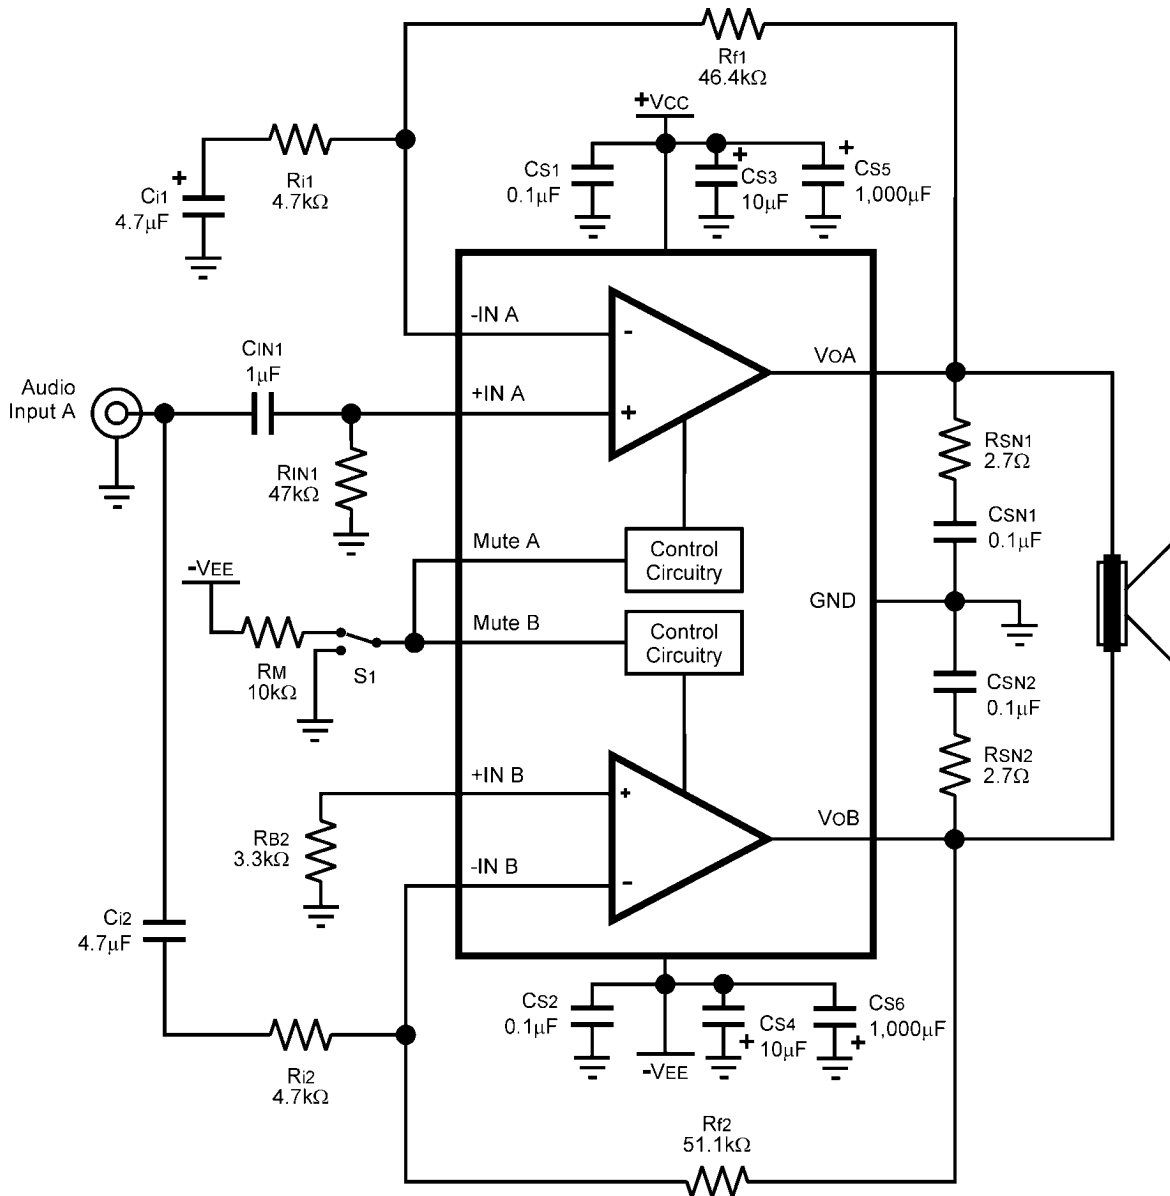 Rf1
46.4kΩ
+VCC
Ri1
4.7kΩ
+
Ci1
4.7μF
CS1
0.1μF
+
CS3
10μF
+
CS5
1,000μF
-IN A
-
VOA
CIN1
1μF
Audio
Input A
+IN A
+
RIN1
47kΩ
RSN1
2.7Ω
CSN1
0.1μF
Mute A
Control
Circuitry
-VEE
GND
Mute B
Control
Circuitry
RM
10kΩ
S1
CSN2
0.1μF
RSN2
2.7Ω
+IN B
+
VOB
RB2
3.3kΩ
-IN B
-
Ci2
4.7μF
CS2
0.1μF
CS4
+
10μF
CS6
1,000μF
+
-VEE
Ri2
4.7kΩ
Rf2
51.1kΩ